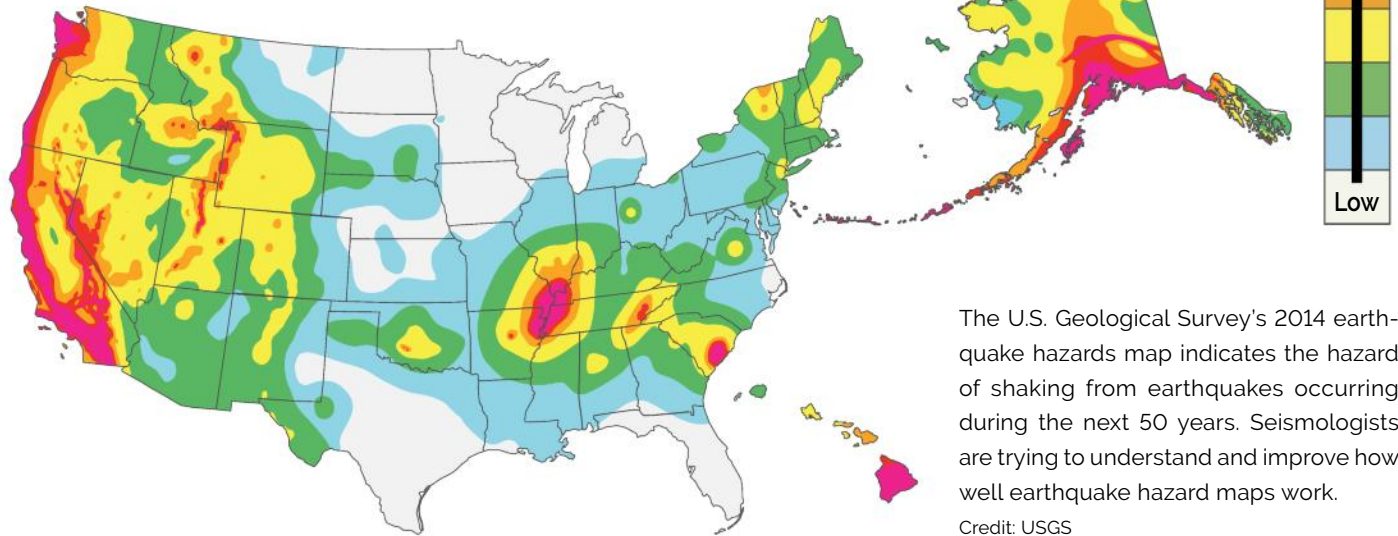 Low
The U.S. Geological Survey’s 2014 earth-
quake hazards map indicates the hazard
of shaking from earthquakes occurring
during the next 50 years. Seismologists
are trying to understand and improve how
well earthquake hazard maps work.
Credit: USGS